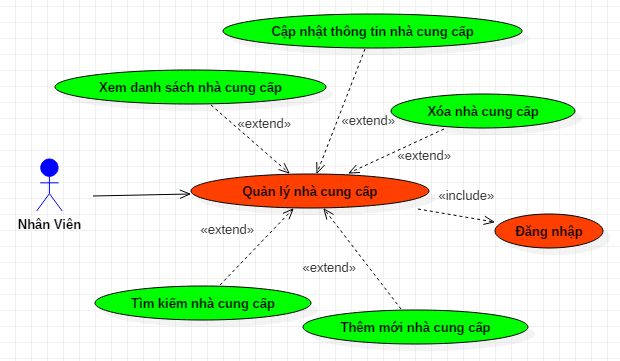 Cập nhật thông tin nhà cung cấp
Xem danh sách nhà cung cấp
Xóa nhà cung cấp
«extend»
«extend»
«extend»
Quản lý nhà cung cấp
«include»
Nhân Viên
«extend»
Đăng nhập
«extend»
Tìm kiếm nhà cung cấp
Thêm mới nhà cung cấp